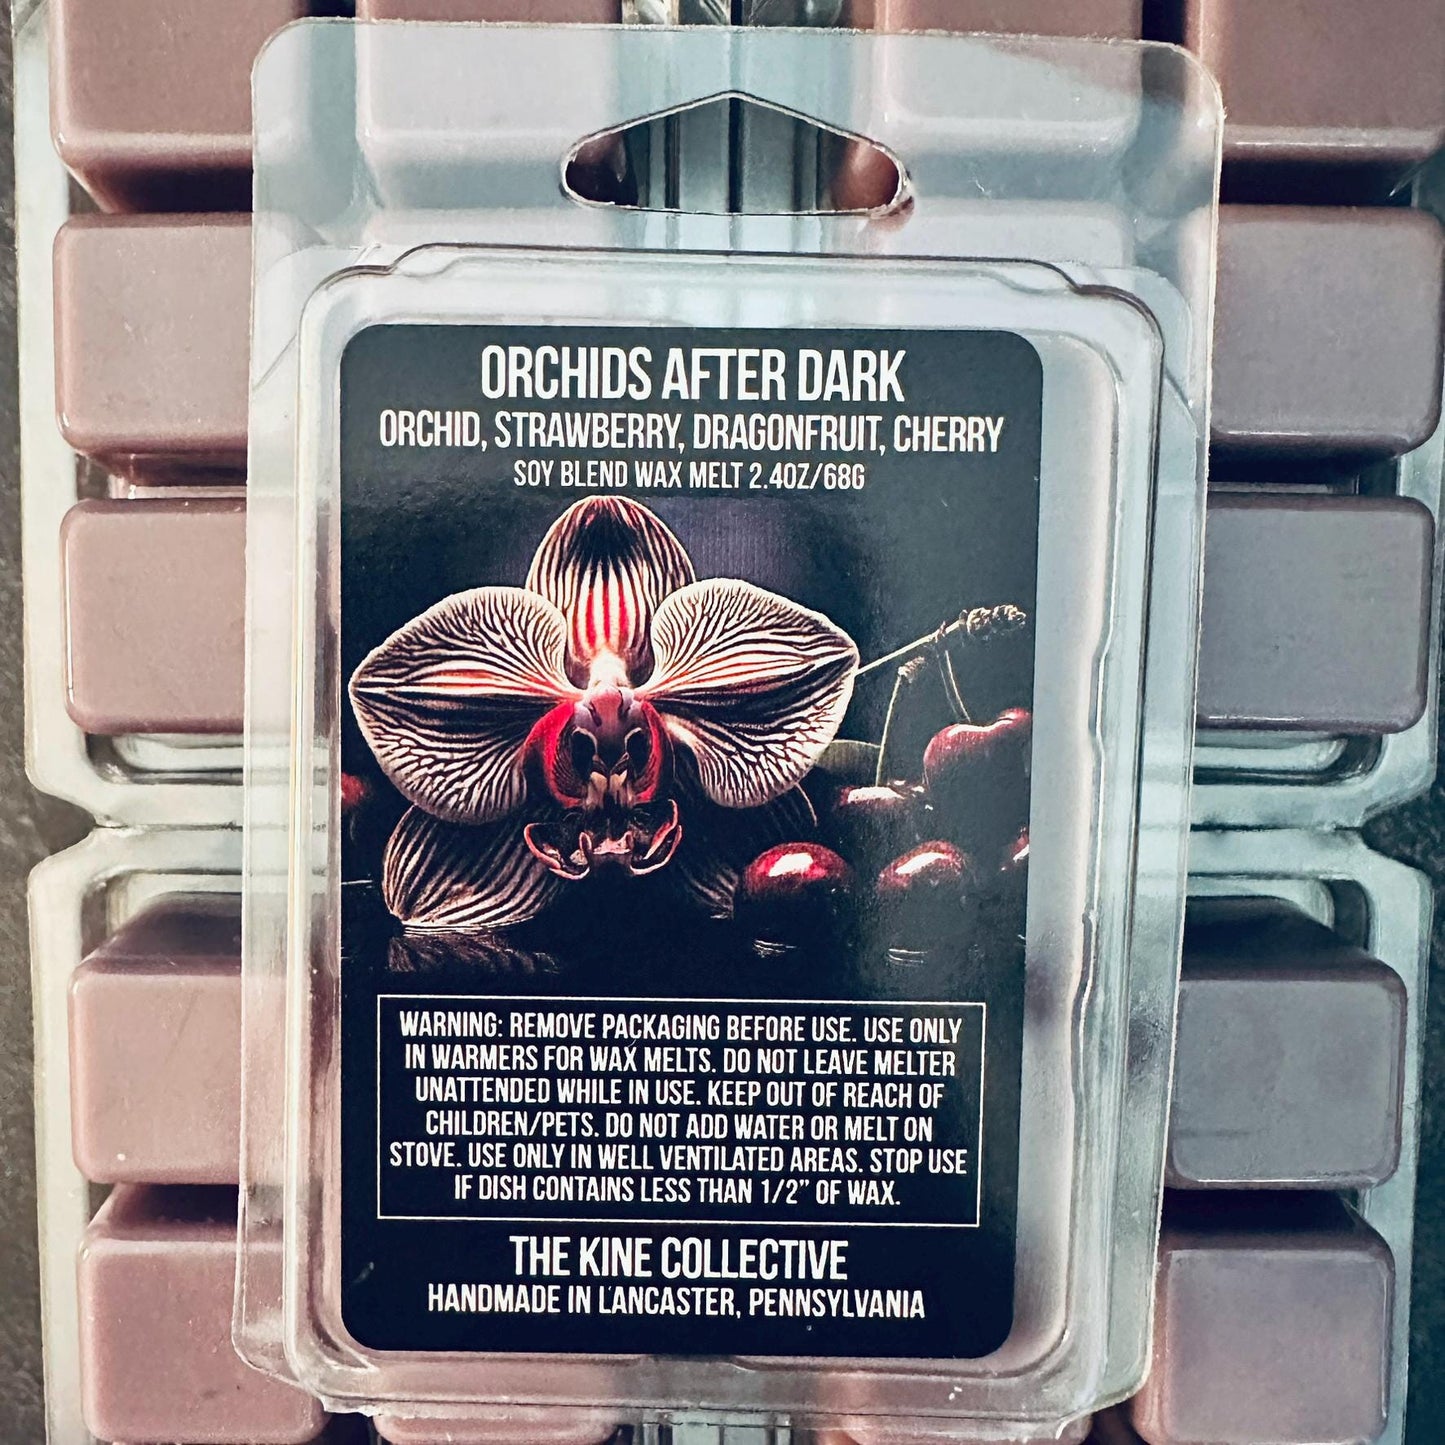 ORCHIDS AFTER DARK
ORCHID, STRAWBERRY, DRAGONFRUIT, CHERRY
SOY BLEND WAX MELT 2.4OZ/68G
WARNING: REMOVE PACKAGING BEFORE USE. USE ONLY
IN WARMERS FOR WAX MELTS. DO NOT LEAVE MELTER
UNATTENDED WHILE IN USE. KEEP OUT OF REACH OF
CHILDREN/PETS. DO NOT ADD WATER OR MELT ON
STOVE. USE ONLY IN WELL VENTILATED AREAS. STOP USE
IF DISH CONTAINS LESS THAN 1/2" OF WAX.
THE KINE COLLECTIVE
HANDMADE IN LANCASTER, PENNSYLVANIA